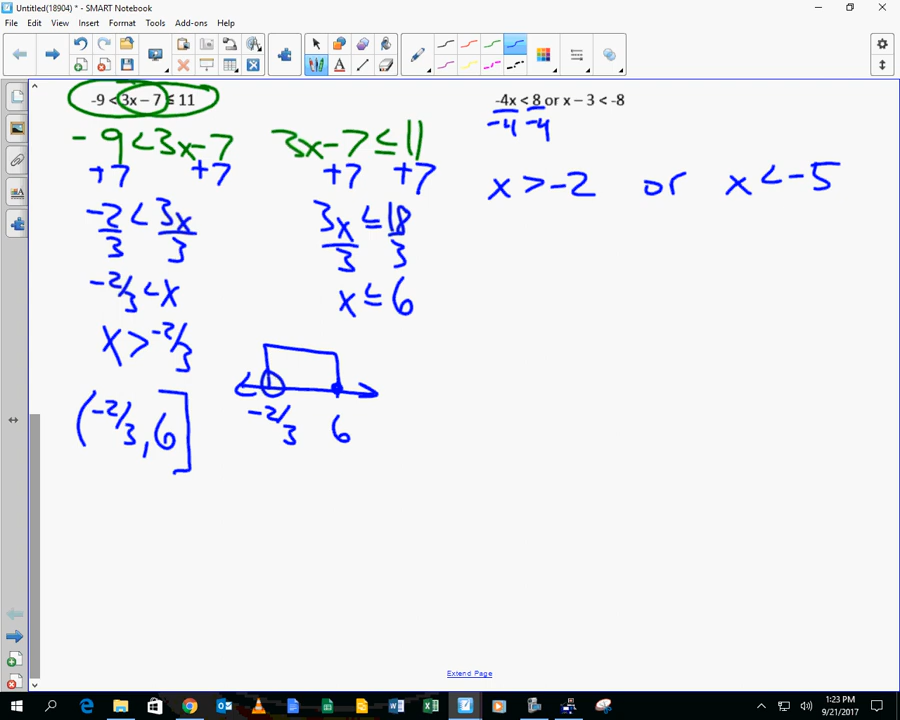 Untitled(18904) * - SMART Notebook
File Edit View Insert Format Tools Add-ons Help
-9 < 3x – 7 ≤ 11
-9 < 3x - 7
+7 +7
-2/3 < 3x/3
-2/3 < x
x > -2/3
(-2/3, 6]
3x - 7 ≤ 11
+7 +7
3x/3 ≤ 18/3
x ≤ 6
-2/3 6
-4x < 8 or x – 3 < -8
-4 -4
x > -2 or x < -5
Extend Page
1:23 PM
9/21/2017